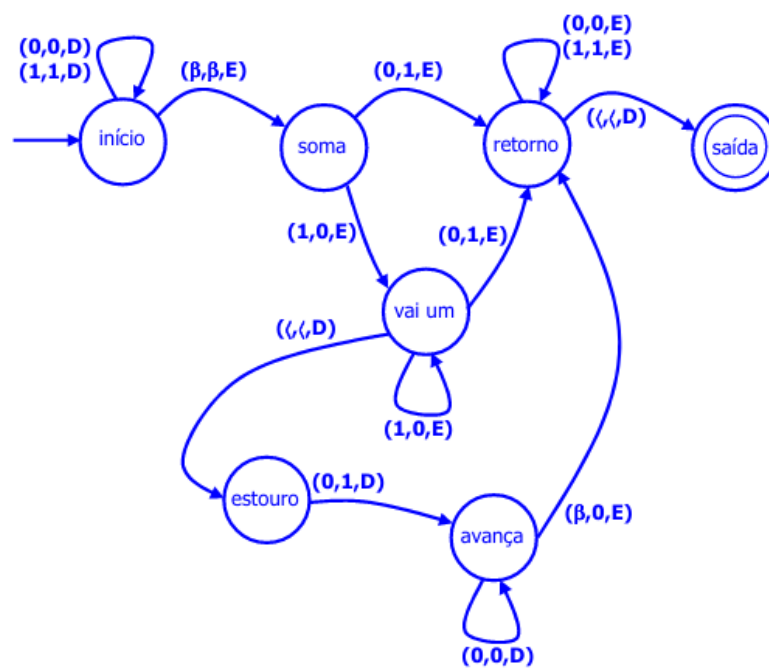 (0,0,D)
(1,1,D)
(β,β,E)
(0,1,E)
(0,0,E)
(1,1,E)
(⟨,⟨,D)
início
soma
retorno
saída
(1,0,E)
(0,1,E)
vai um
(⟨,⟨,D)
(1,0,E)
estouro
(0,1,D)
avança
(β,0,E)
(0,0,D)